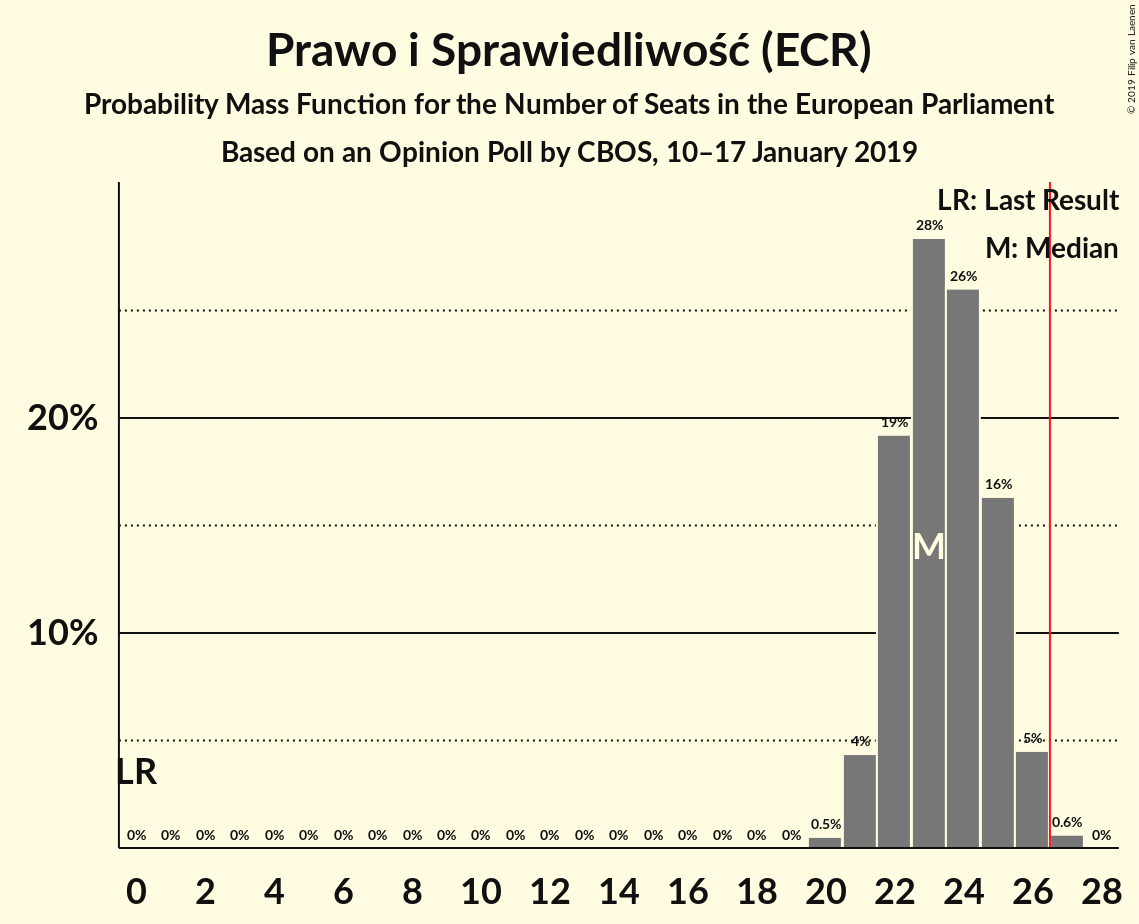 Prawo i Sprawiedliwość (ECR)
Probability Mass Function for the Number of Seats in the European Parliament
Based on an Opinion Poll by CBOS, 10–17 January 2019
© 2019 Filip van Laenen
LR: Last Result
M: Median
28%
26%
20%
19%
16%
M
10%
4%
5%
LR
0% 0% 0% 0% 0% 0% 0% 0% 0% 0% 0% 0% 0% 0% 0% 0% 0% 0% 0% 0% 0.5% 0.6% 0%
0 2 4 6 8 10 12 14 16 18 20 22 24 26 28